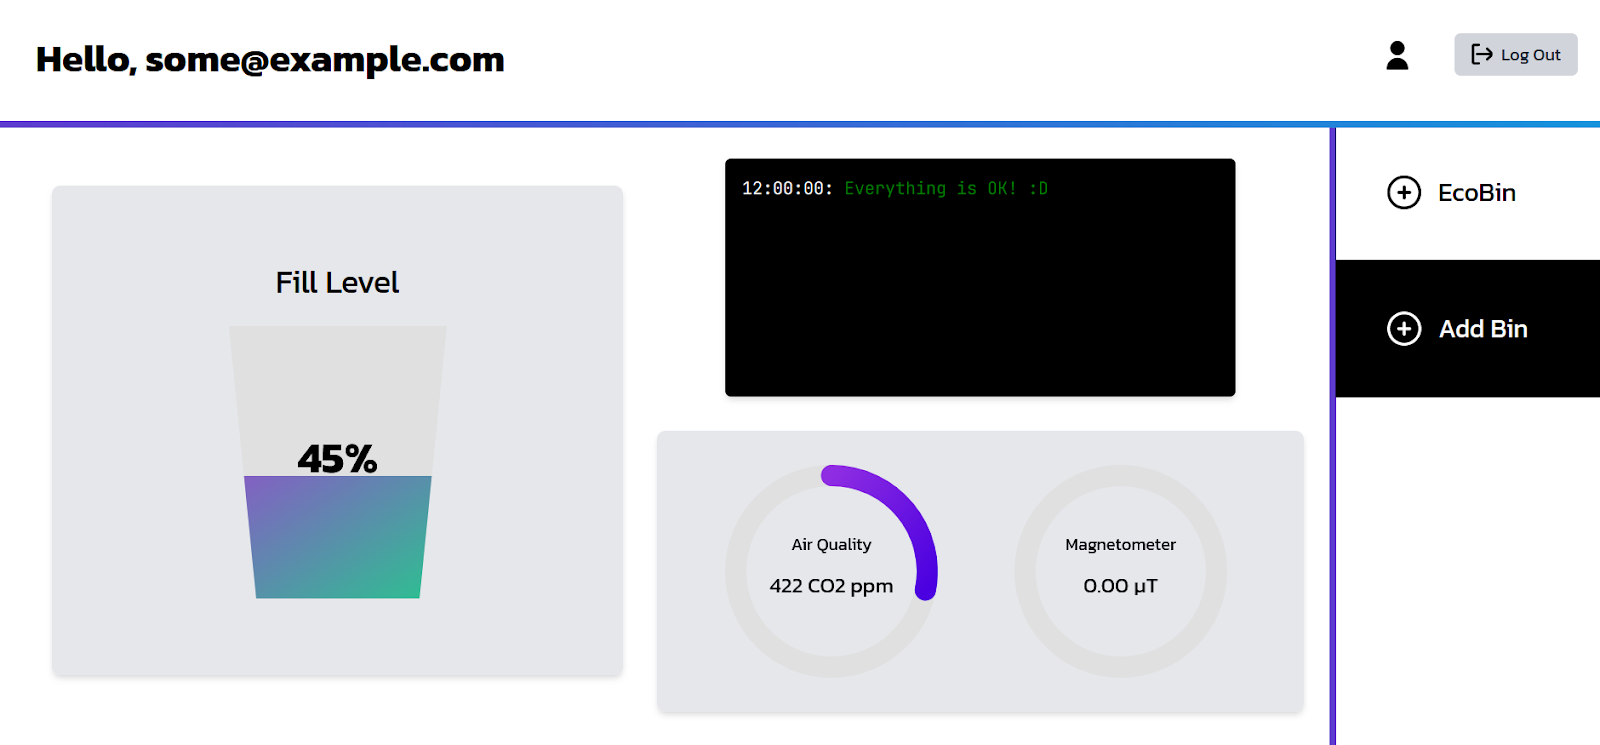 Hello, some@example.com
Log Out
Fill Level
45%
12:00:00: Everything is OK! :D
Air Quality
422 CO2 ppm
Magnetometer
0.00 µT
EcoBin
Add Bin